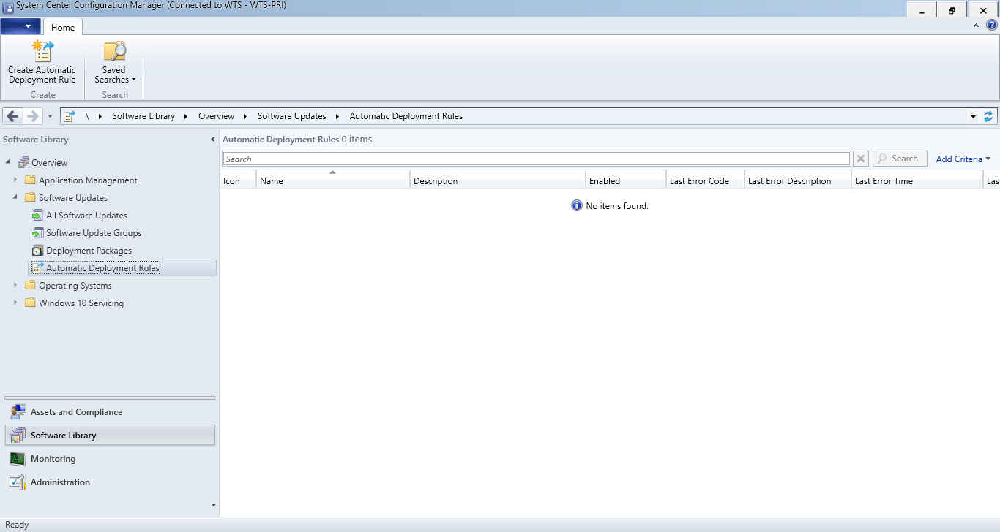 System Center Configuration Manager (Connected to WTS - WTS-PRI)
Home
Create Automatic
Deployment Rule
Saved
Searches
Create
Search
\ Software Library Overview Software Updates Automatic Deployment Rules
Software Library
Automatic Deployment Rules 0 items
Search
Search
Add Criteria
Icon Name Description Enabled Last Error Code Last Error Description Last Error Time Las
No items found.
Overview
Application Management
Software Updates
All Software Updates
Software Update Groups
Deployment Packages
Automatic Deployment Rules
Operating Systems
Windows 10 Servicing
Assets and Compliance
Software Library
Monitoring
Administration
Ready